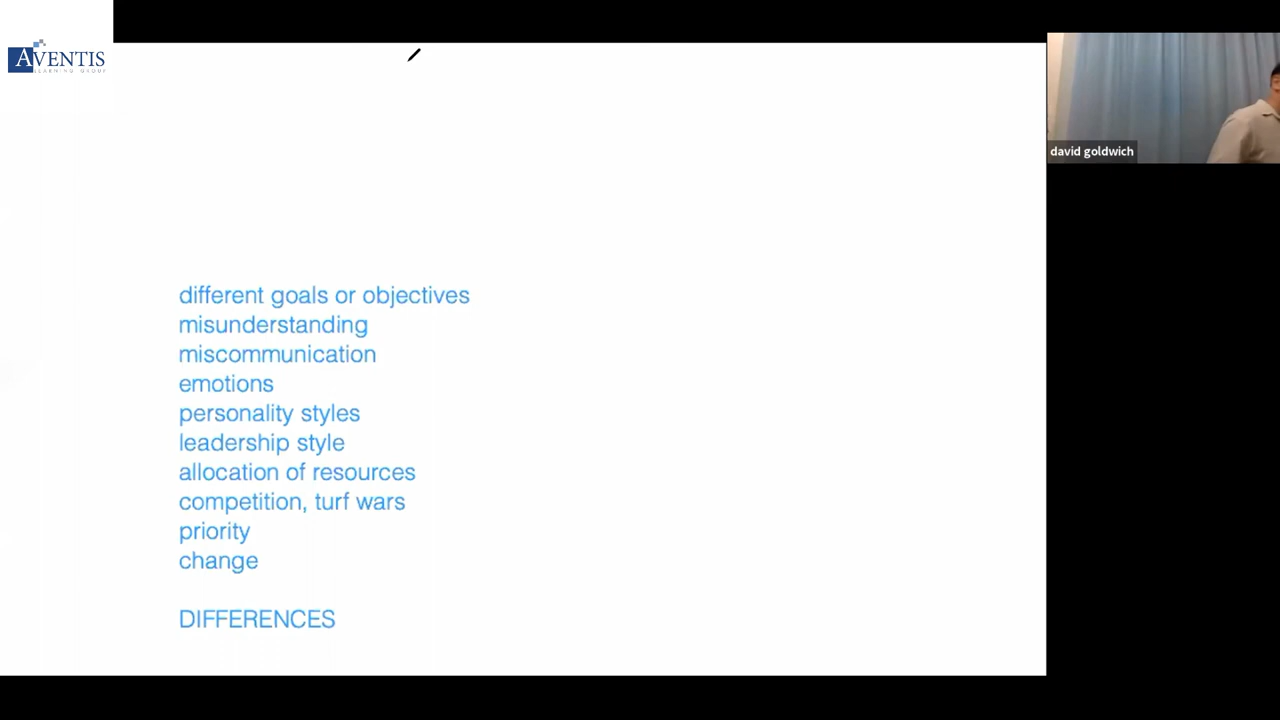 AVENTIS
LEARNING GROUP
david goldwich
different goals or objectives
misunderstanding
miscommunication
emotions
personality styles
leadership style
allocation of resources
competition, turf wars
priority
change
DIFFERENCES